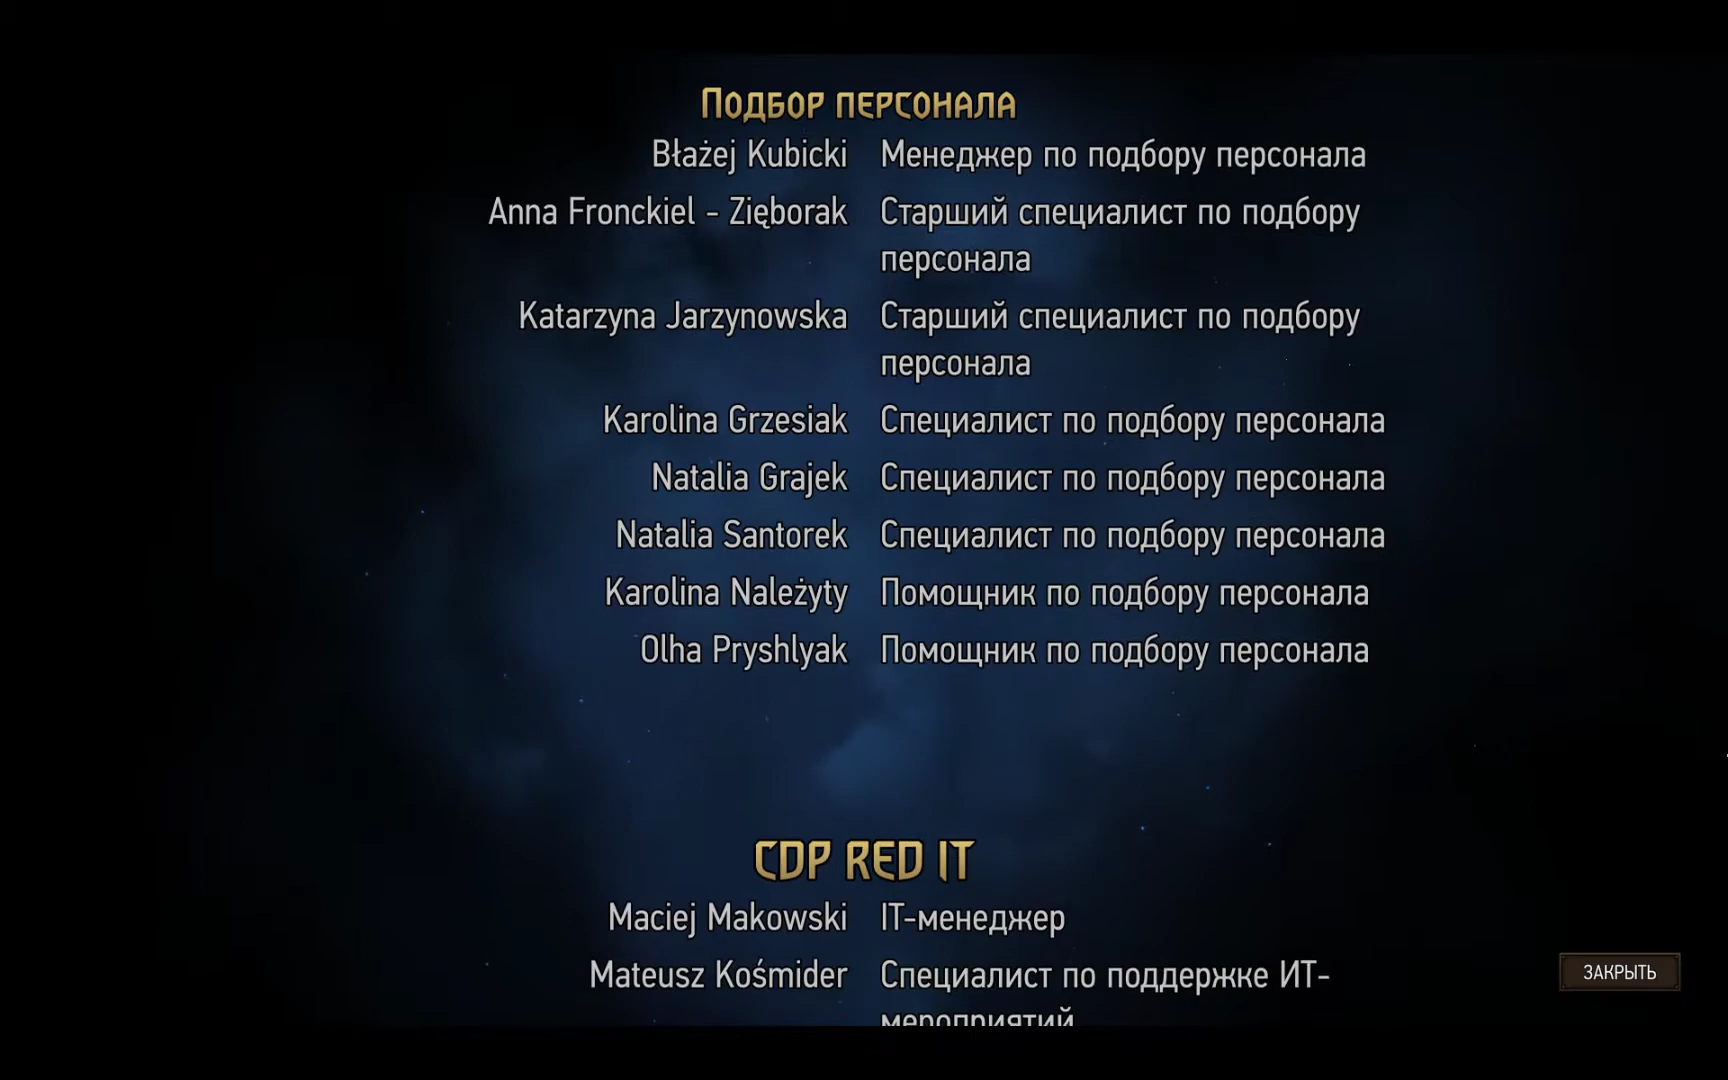 Подбор персонала
Błażej Kubicki Менеджер по подбору персонала
Anna Fronckiel - Zięborak Старший специалист по подбору
персонала
Katarzyna Jarzynowska Старший специалист по подбору
персонала
Karolina Grzesiak Специалист по подбору персонала
Natalia Grajek Специалист по подбору персонала
Natalia Santorek Специалист по подбору персонала
Karolina Należyty Помощник по подбору персонала
Olha Pryshlyak Помощник по подбору персонала
CDP RED IT
Maciej Makowski IT-менеджер
Mateusz Kośmider Специалист по поддержке ИТ-
мероприятий
ЗАКРЫТЬ